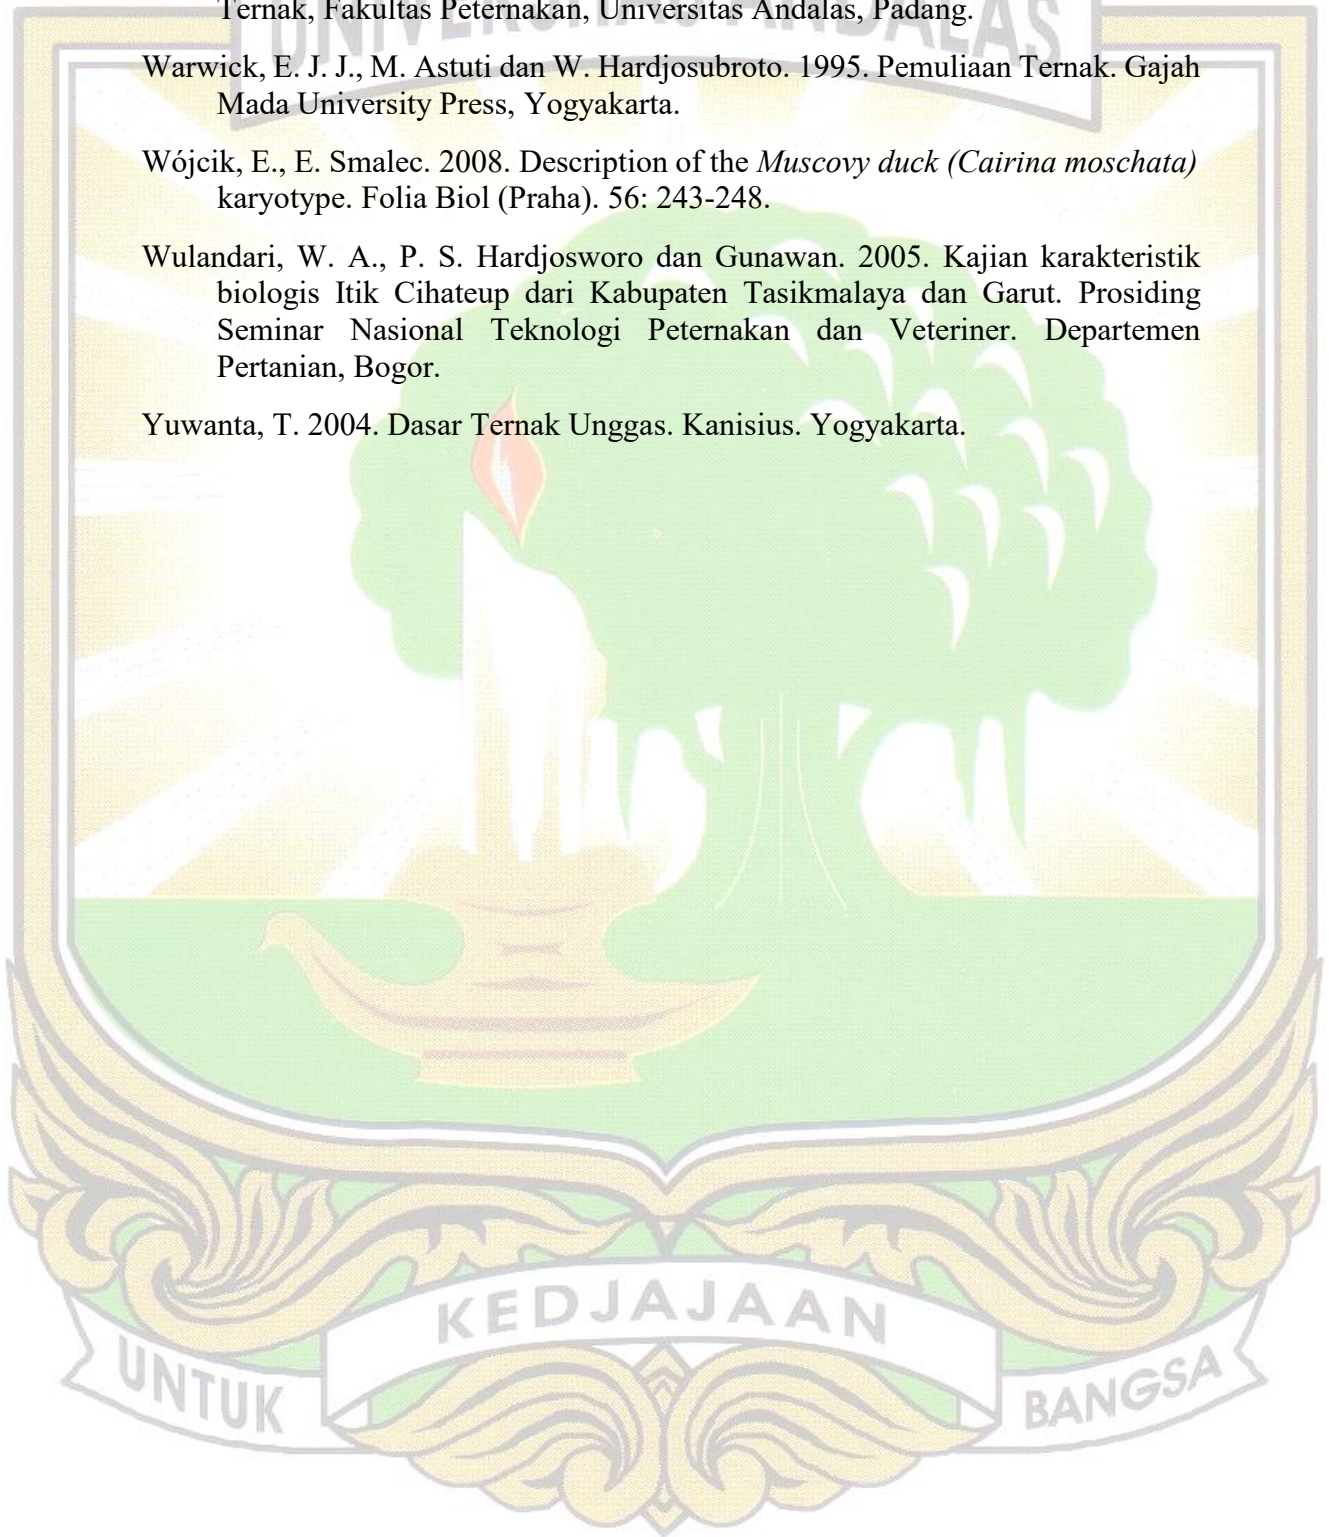 Ternak, Fakultas Peternakan, Universitas Andalas, Padang.
UNIVERSITAS ANDALAS
Warwick, E. J. J., M. Astuti dan W. Hardjosubroto. 1995. Pemuliaan Ternak. Gajah
Mada University Press, Yogyakarta.
Wójcik, E., E. Smalec. 2008. Description of the Muscovy duck (Cairina moschata)
karyotype. Folia Biol (Praha). 56: 243-248.
Wulandari, W. A., P. S. Hardjosworo dan Gunawan. 2005. Kajian karakteristik
biologis Itik Cihateup dari Kabupaten Tasikmalaya dan Garut. Prosiding
Seminar Nasional Teknologi Peternakan dan Veteriner. Departemen
Pertanian, Bogor.
Yuwanta, T. 2004. Dasar Ternak Unggas. Kanisius. Yogyakarta.
UNTUK KEDJAJAAN BANGSA